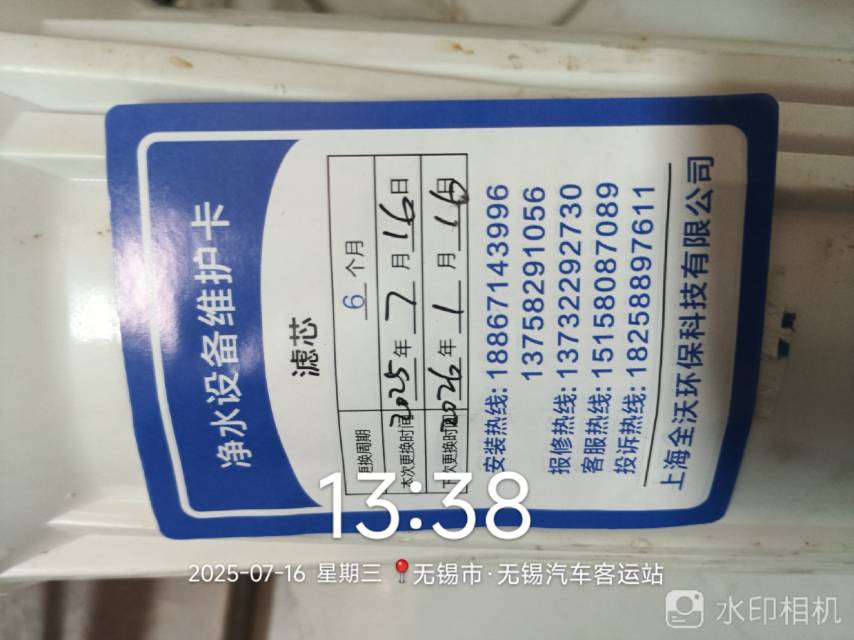 净水设备维护卡
滤芯
更换周期 6 个月
本次更换时间 2025 年 7 月 16 日
下次更换时间 2026 年 1 月 16 日
安装热线: 18867143996
13758291056
报修热线: 13732292730
客服热线: 15158087089
投诉热线: 18258897611
上海全沃环保科技有限公司
13:38
2025-07-16 星期三 无锡市·无锡汽车客运站
水印相机